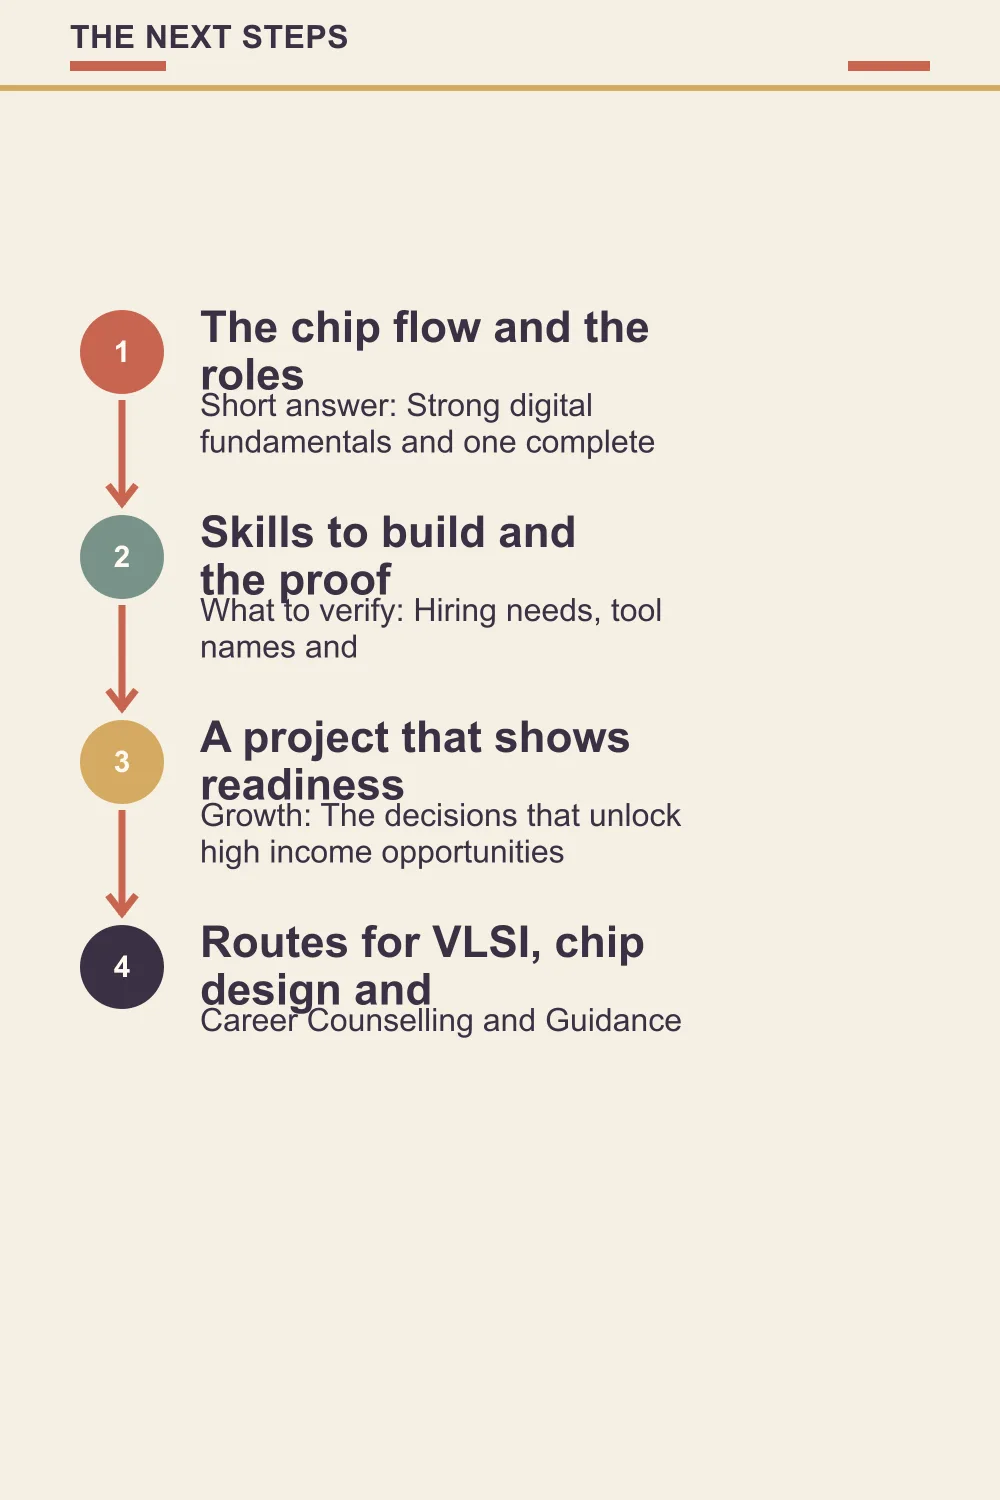 THE NEXT STEPS
1
The chip flow and the
roles
Short answer: Strong digital
fundamentals and one complete
2
Skills to build and
the proof
What to verify: Hiring needs, tool
names and
3
A project that shows
readiness
Growth: The decisions that unlock
high income opportunities
4
Routes for VLSI, chip
design and
Career Counselling and Guidance